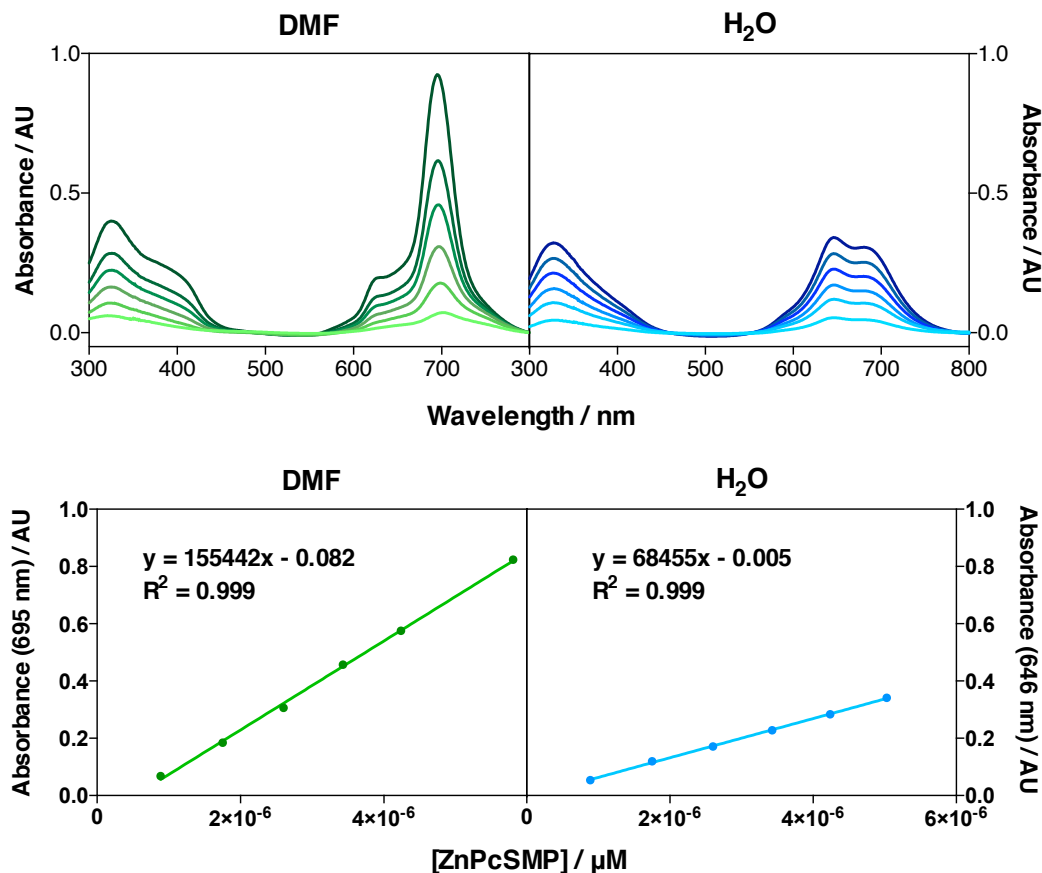 DMF
H₂O
1.0
0.5
0.0
Absorbance / AU
300 400 500 600 700 300 400 500 600 700 800
1.0
0.5
0.0
Absorbance / AU
Wavelength / nm
DMF
H₂O
1.0
0.8
0.6
0.4
0.2
0.0
Absorbance (695 nm) / AU
y = 155442x - 0.082
R² = 0.999
y = 68455x - 0.005
R² = 0.999
1.0
0.8
0.6
0.4
0.2
0.0
Absorbance (646 nm) / AU
0 2×10⁻⁶ 4×10⁻⁶ 0 2×10⁻⁶ 4×10⁻⁶ 6×10⁻⁶
[ZnPcSMP] / µM